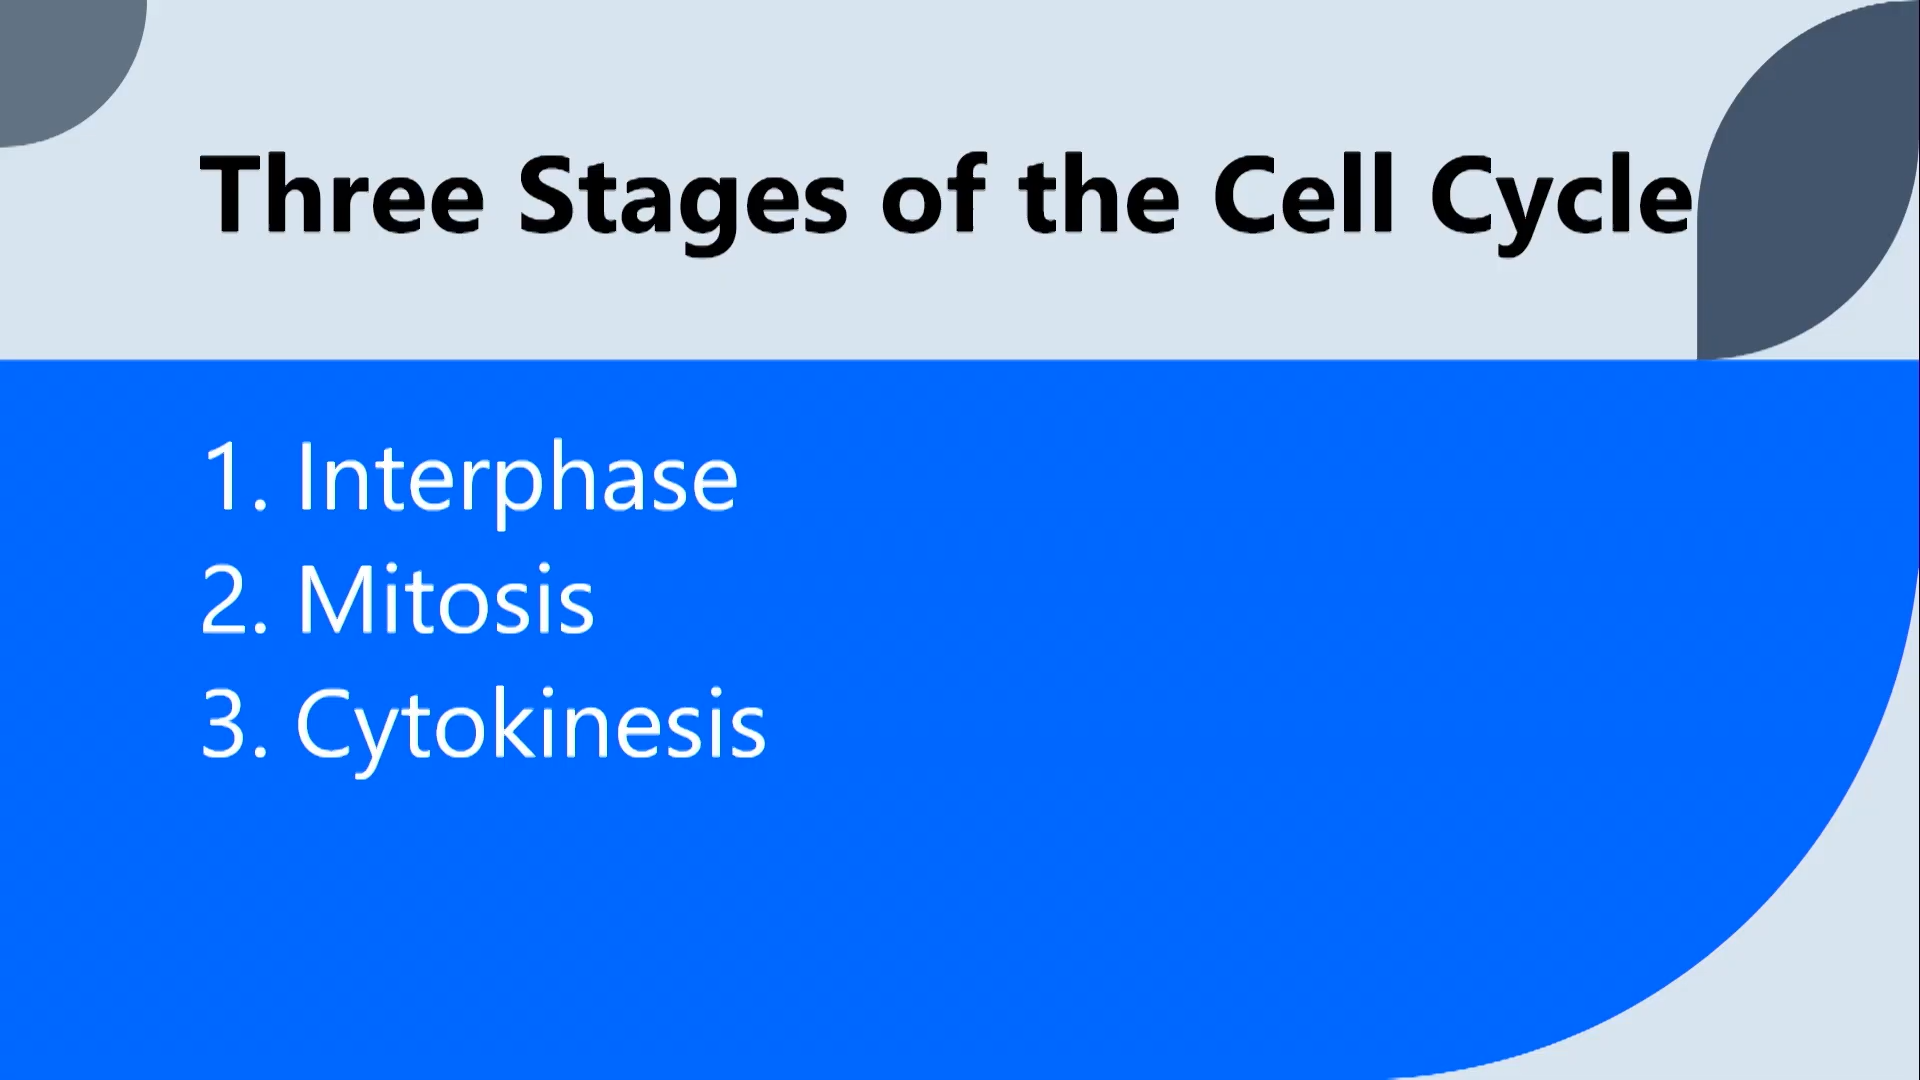 Three Stages of the Cell Cycle
1. Interphase
2. Mitosis
3. Cytokinesis